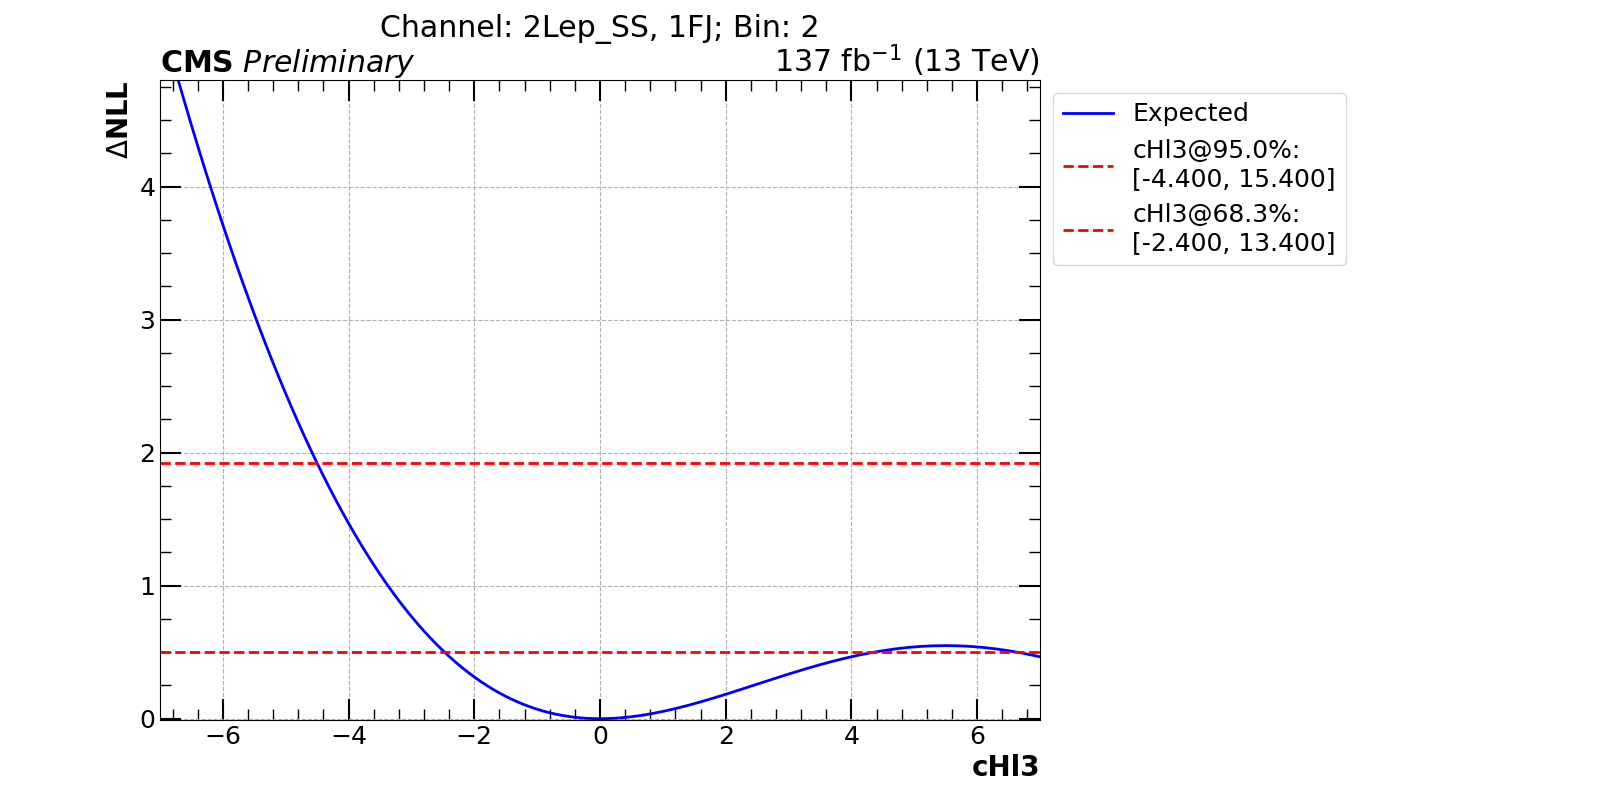 Channel: 2Lep_SS, 1FJ; Bin: 2
CMS Preliminary
137 fb⁻¹ (13 TeV)
ΔNLL
4
3
2
1
0
−6
−4
−2
0
2
4
6
cHl3
Expected
cHl3@95.0%:
[-4.400, 15.400]
cHl3@68.3%:
[-2.400, 13.400]